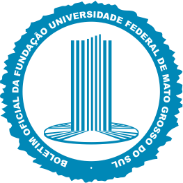 BOLETIM OFICIAL DA FUNDAÇÃO UNIVERSIDADE FEDERAL DE MATO GROSSO DO SUL